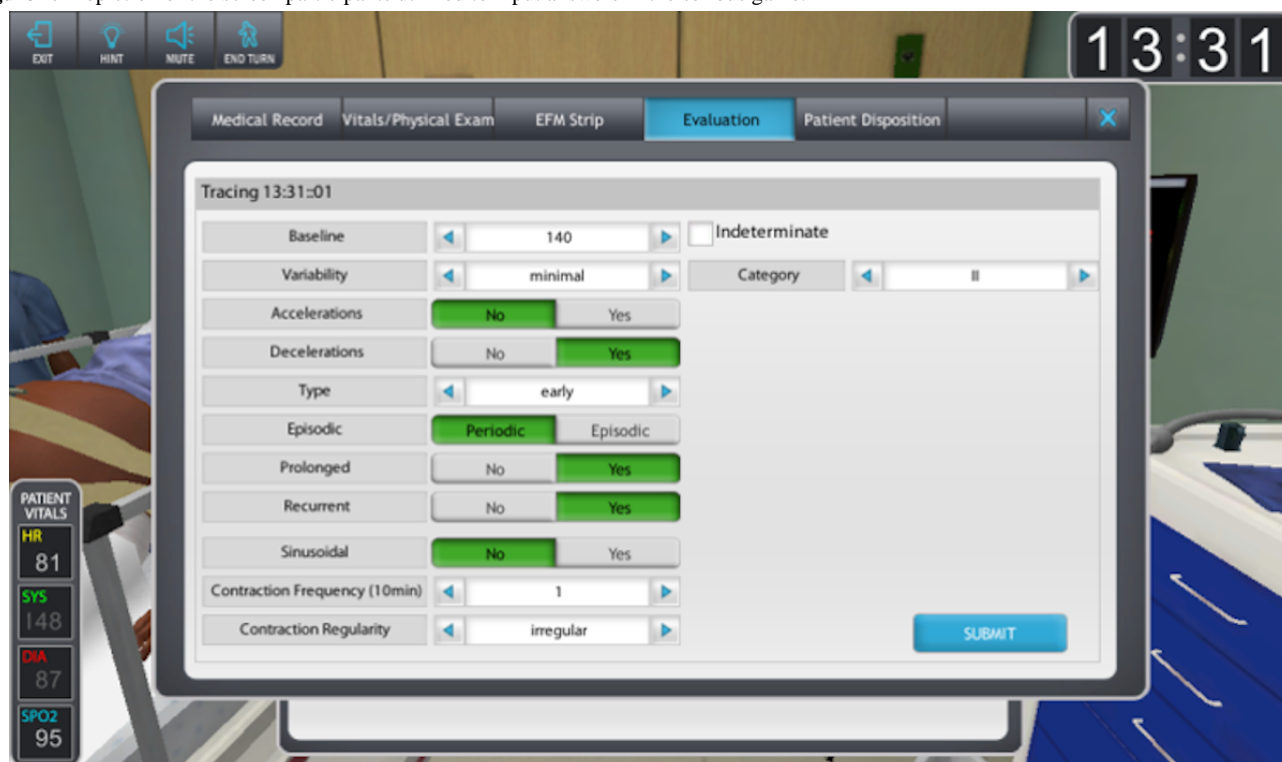 EXIT HINT MUTE END TURN
13:31
Medical Record Vitals/Physical Exam EFM Strip Evaluation Patient Disposition
Tracing 13:31::01
Baseline 140 Indeterminate
Variability minimal Category II
Accelerations No Yes
Decelerations No Yes
Type early
Episodic Periodic Episodic
Prolonged No Yes
Recurrent No Yes
Sinusoidal No Yes
Contraction Frequency (10min) 1
Contraction Regularity irregular
SUBMIT
PATIENT
VITALS
HR
81
SYS
148
DIA
87
SPO2
95